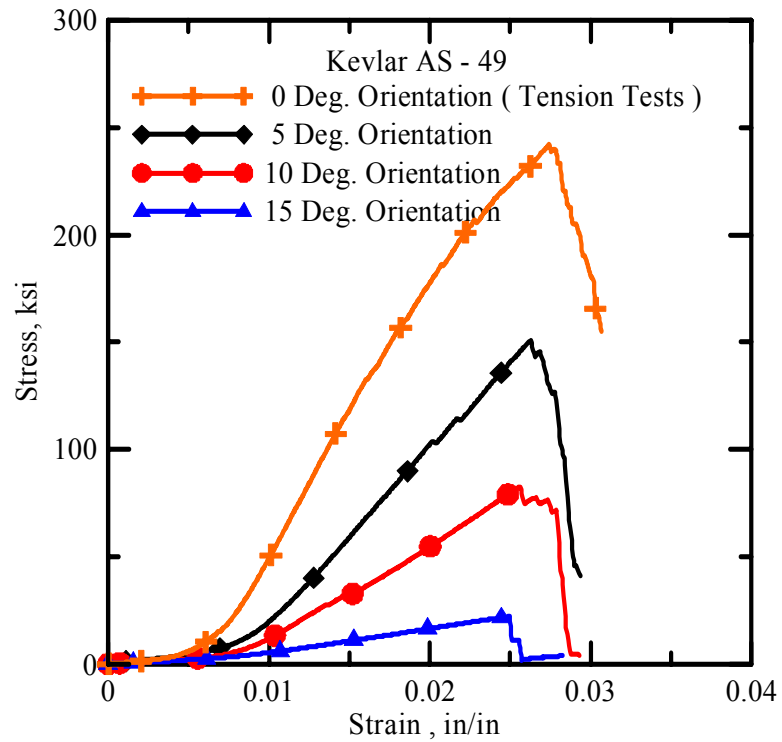 300
Kevlar AS - 49
0 Deg. Orientation ( Tension Tests )
5 Deg. Orientation
10 Deg. Orientation
15 Deg. Orientation
200
Stress, ksi
100
0
0 0.01 0.02 0.03 0.04
Strain , in/in